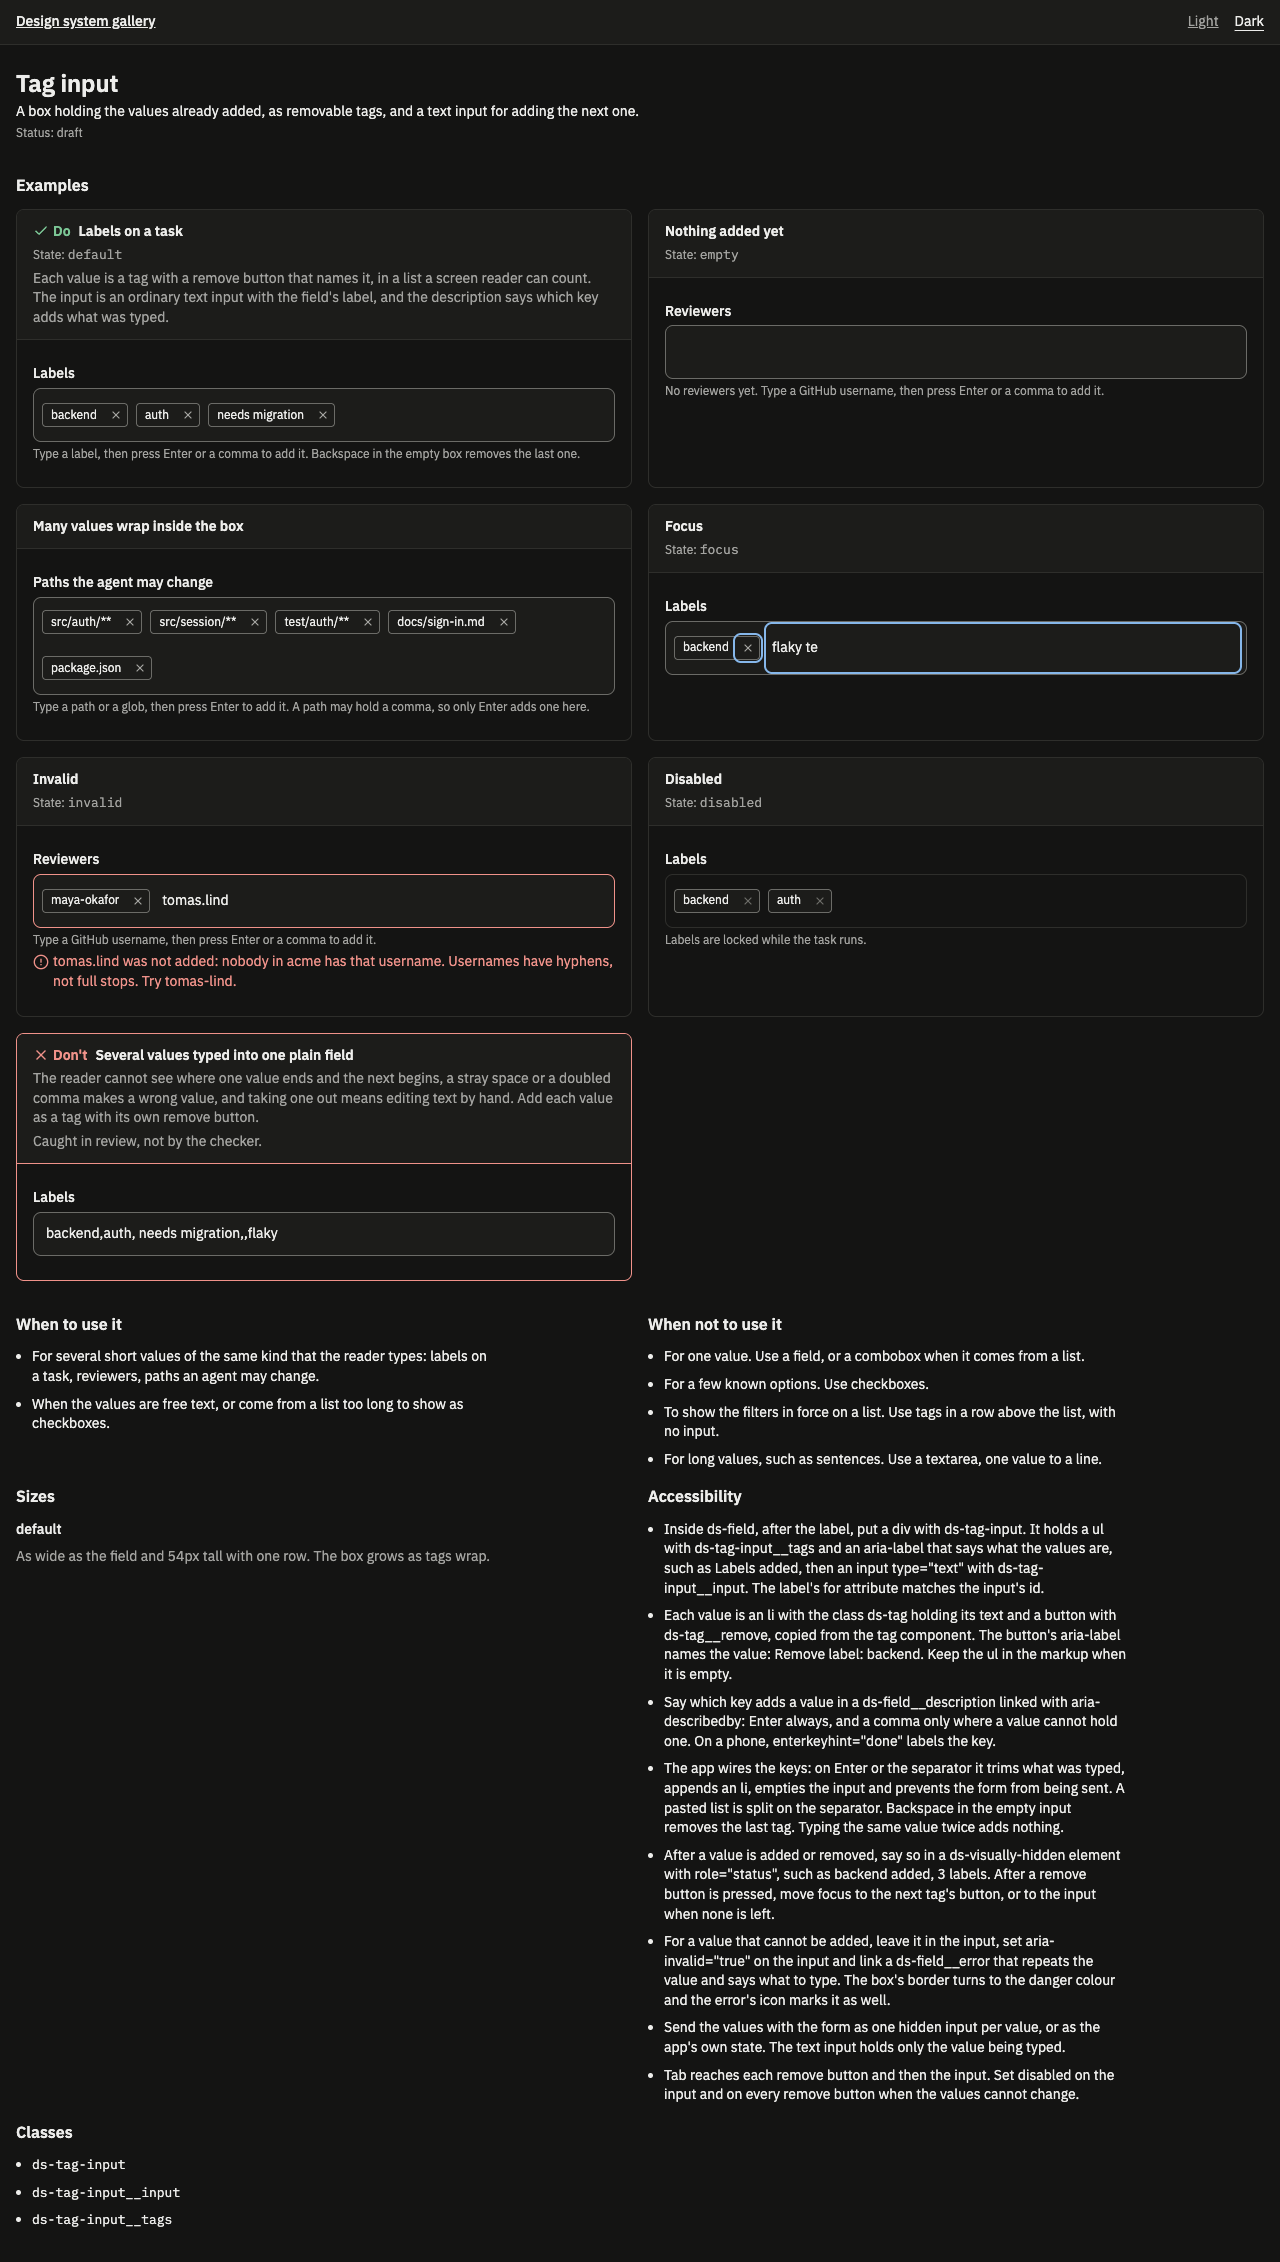 Design system gallery
Light
Dark
Tag input
A box holding the values already added, as removable tags, and a text input for adding the next one.
Status: draft
Examples
Do Labels on a task
State: default
Each value is a tag with a remove button that names it, in a list a screen reader can count.
The input is an ordinary text input with the field's label, and the description says which key
adds what was typed.
Labels
backend
auth
needs migration
Type a label, then press Enter or a comma to add it. Backspace in the empty box removes the last one.
Nothing added yet
State: empty
Reviewers
No reviewers yet. Type a GitHub username, then press Enter or a comma to add it.
Many values wrap inside the box
Paths the agent may change
src/auth/**
src/session/**
test/auth/**
docs/sign-in.md
package.json
Type a path or a glob, then press Enter to add it. A path may hold a comma, so only Enter adds one here.
Focus
State: focus
Labels
backend
flaky te
Invalid
State: invalid
Reviewers
maya-okafor
tomas.lind
Type a GitHub username, then press Enter or a comma to add it.
tomas.lind was not added: nobody in acme has that username. Usernames have hyphens,
not full stops. Try tomas-lind.
Disabled
State: disabled
Labels
backend
auth
Labels are locked while the task runs.
Don't Several values typed into one plain field
The reader cannot see where one value ends and the next begins, a stray space or a doubled
comma makes a wrong value, and taking one out means editing text by hand. Add each value
as a tag with its own remove button.
Caught in review, not by the checker.
Labels
backend,auth, needs migration,,flaky
When to use it
For several short values of the same kind that the reader types: labels on
a task, reviewers, paths an agent may change.
When the values are free text, or come from a list too long to show as
checkboxes.
When not to use it
For one value. Use a field, or a combobox when it comes from a list.
For a few known options. Use checkboxes.
To show the filters in force on a list. Use tags in a row above the list, with
no input.
For long values, such as sentences. Use a textarea, one value to a line.
Sizes
default
As wide as the field and 54px tall with one row. The box grows as tags wrap.
Accessibility
Inside ds-field, after the label, put a div with ds-tag-input. It holds a ul
with ds-tag-input__tags and an aria-label that says what the values are,
such as Labels added, then an input type="text" with ds-tag-
input__input. The label's for attribute matches the input's id.
Each value is an li with the class ds-tag holding its text and a button with
ds-tag__remove, copied from the tag component. The button's aria-label
names the value: Remove label: backend. Keep the ul in the markup when
it is empty.
Say which key adds a value in a ds-field__description linked with aria-
describedby: Enter always, and a comma only where a value cannot hold
one. On a phone, enterkeyhint="done" labels the key.
The app wires the keys: on Enter or the separator it trims what was typed,
appends an li, empties the input and prevents the form from being sent. A
pasted list is split on the separator. Backspace in the empty input
removes the last tag. Typing the same value twice adds nothing.
After a value is added or removed, say so in a ds-visually-hidden element
with role="status", such as backend added, 3 labels. After a remove
button is pressed, move focus to the next tag's button, or to the input
when none is left.
For a value that cannot be added, leave it in the input, set aria-
invalid="true" on the input and link a ds-field__error that repeats the
value and says what to type. The box's border turns to the danger colour
and the error's icon marks it as well.
Send the values with the form as one hidden input per value, or as the
app's own state. The text input holds only the value being typed.
Tab reaches each remove button and then the input. Set disabled on the
input and on every remove button when the values cannot change.
Classes
ds-tag-input
ds-tag-input__input
ds-tag-input__tags